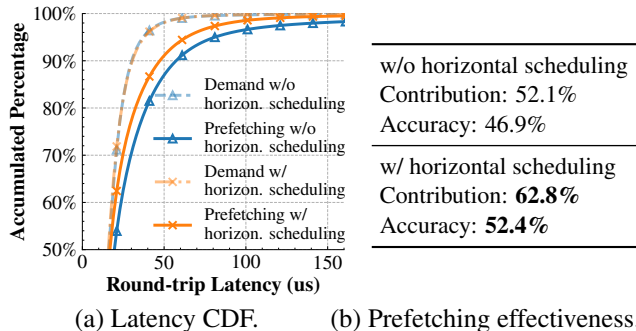 Accumulated Percentage
100%
90%
80%
70%
60%
50%
0
50
100
150
Round-trip Latency (us)
Demand w/o
horizon. scheduling
Prefetching w/o
horizon. scheduling
Demand w/
horizon. scheduling
Prefetching w/
horizon. scheduling
(a) Latency CDF.
w/o horizontal scheduling
Contribution: 52.1%
Accuracy: 46.9%
w/ horizontal scheduling
Contribution: 62.8%
Accuracy: 52.4%
(b) Prefetching effectiveness